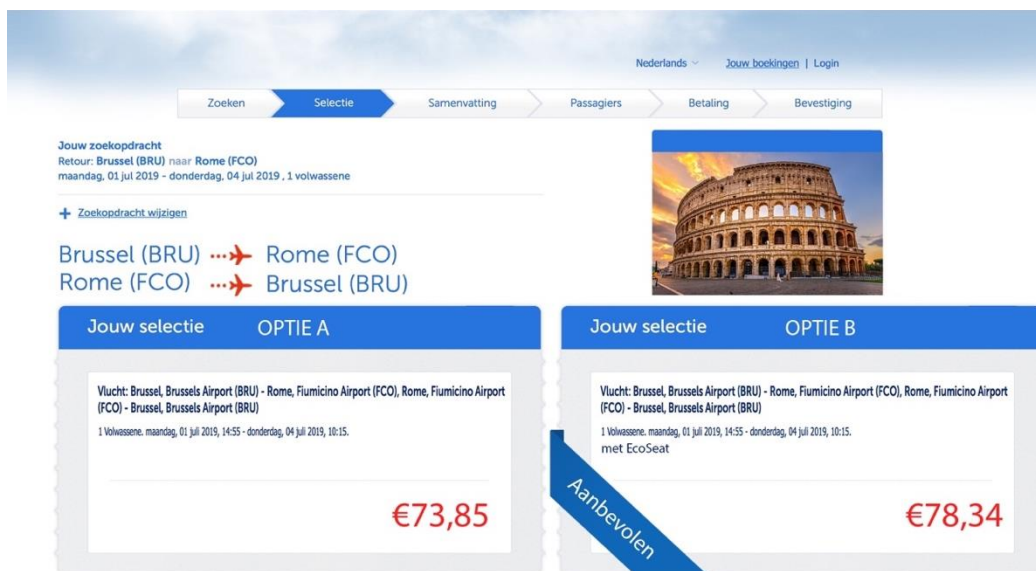 Nederlands
Jouw boekingen | Login
Zoeken
Selectie
Samenvatting
Passagiers
Betaling
Bevestiging
Jouw zoekopdracht
Retour: Brussel (BRU) naar Rome (FCO)
maandag, 01 jul 2019 - donderdag, 04 jul 2019 , 1 volwassene
+ Zoekopdracht wijzigen
Brussel (BRU) Rome (FCO)
Rome (FCO) Brussel (BRU)
Jouw selectie OPTIE A
Vlucht: Brussel, Brussels Airport (BRU) - Rome, Fiumicino Airport (FCO), Rome, Fiumicino Airport
(FCO) - Brussel, Brussels Airport (BRU)
1 Volwassene. maandag, 01 juli 2019, 14:55 - donderdag, 04 juli 2019, 10:15.
€73,85
Jouw selectie OPTIE B
Vlucht: Brussel, Brussels Airport (BRU) - Rome, Fiumicino Airport (FCO), Rome, Fiumicino Airport
(FCO) - Brussel, Brussels Airport (BRU)
1 Volwassene. maandag, 01 juli 2019, 14:55 - donderdag, 04 juli 2019, 10:15.
met EcoSeat
Aanbevolen
€78,34